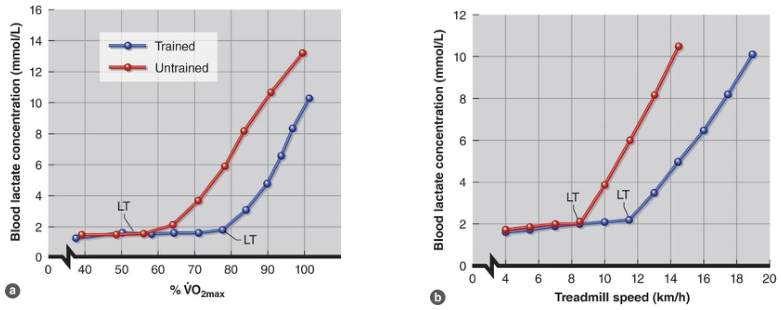 16
14
12
10
8
6
4
2
0
Blood lactate concentration (mmol/L)
Trained
Untrained
LT
LT
0 40 50 60 70 80 90 100
% V̇O2max
a
12
10
8
6
4
2
0
Blood lactate concentration (mmol/L)
LT
LT
0 4 6 8 10 12 14 16 18 20
Treadmill speed (km/h)
b